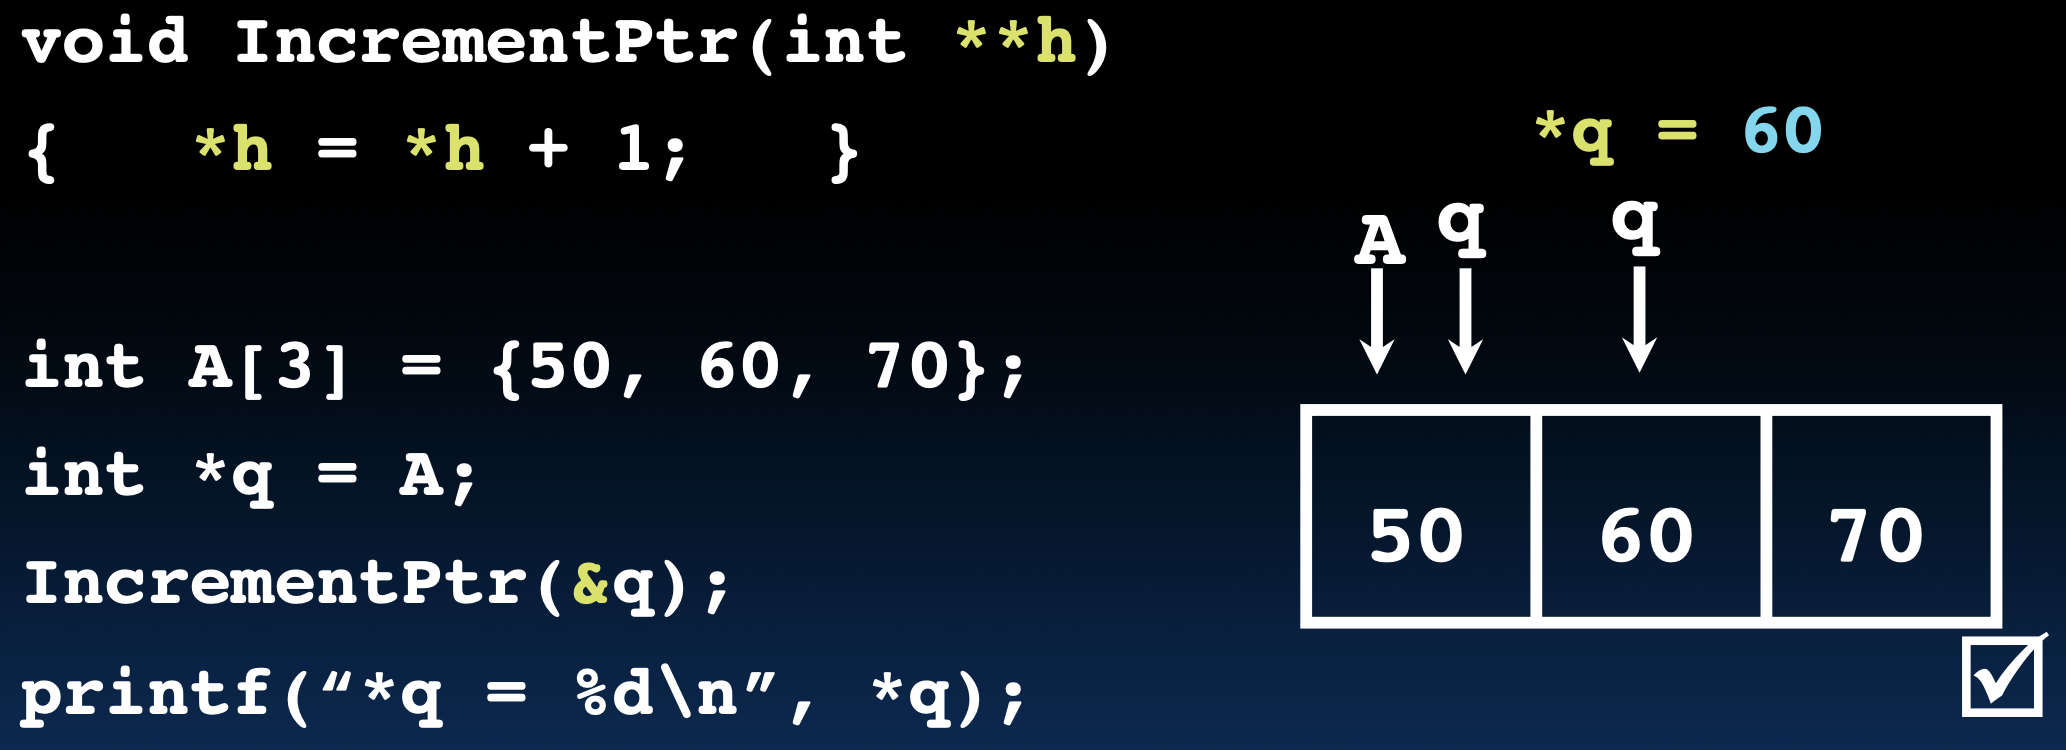 void IncrementPtr(int **h)
{ *h = *h + 1; }
int A[3] = {50, 60, 70};
int *q = A;
IncrementPtr(&q);
printf(“*q = %d\n”, *q);
*q = 60
A q q
50 60 70